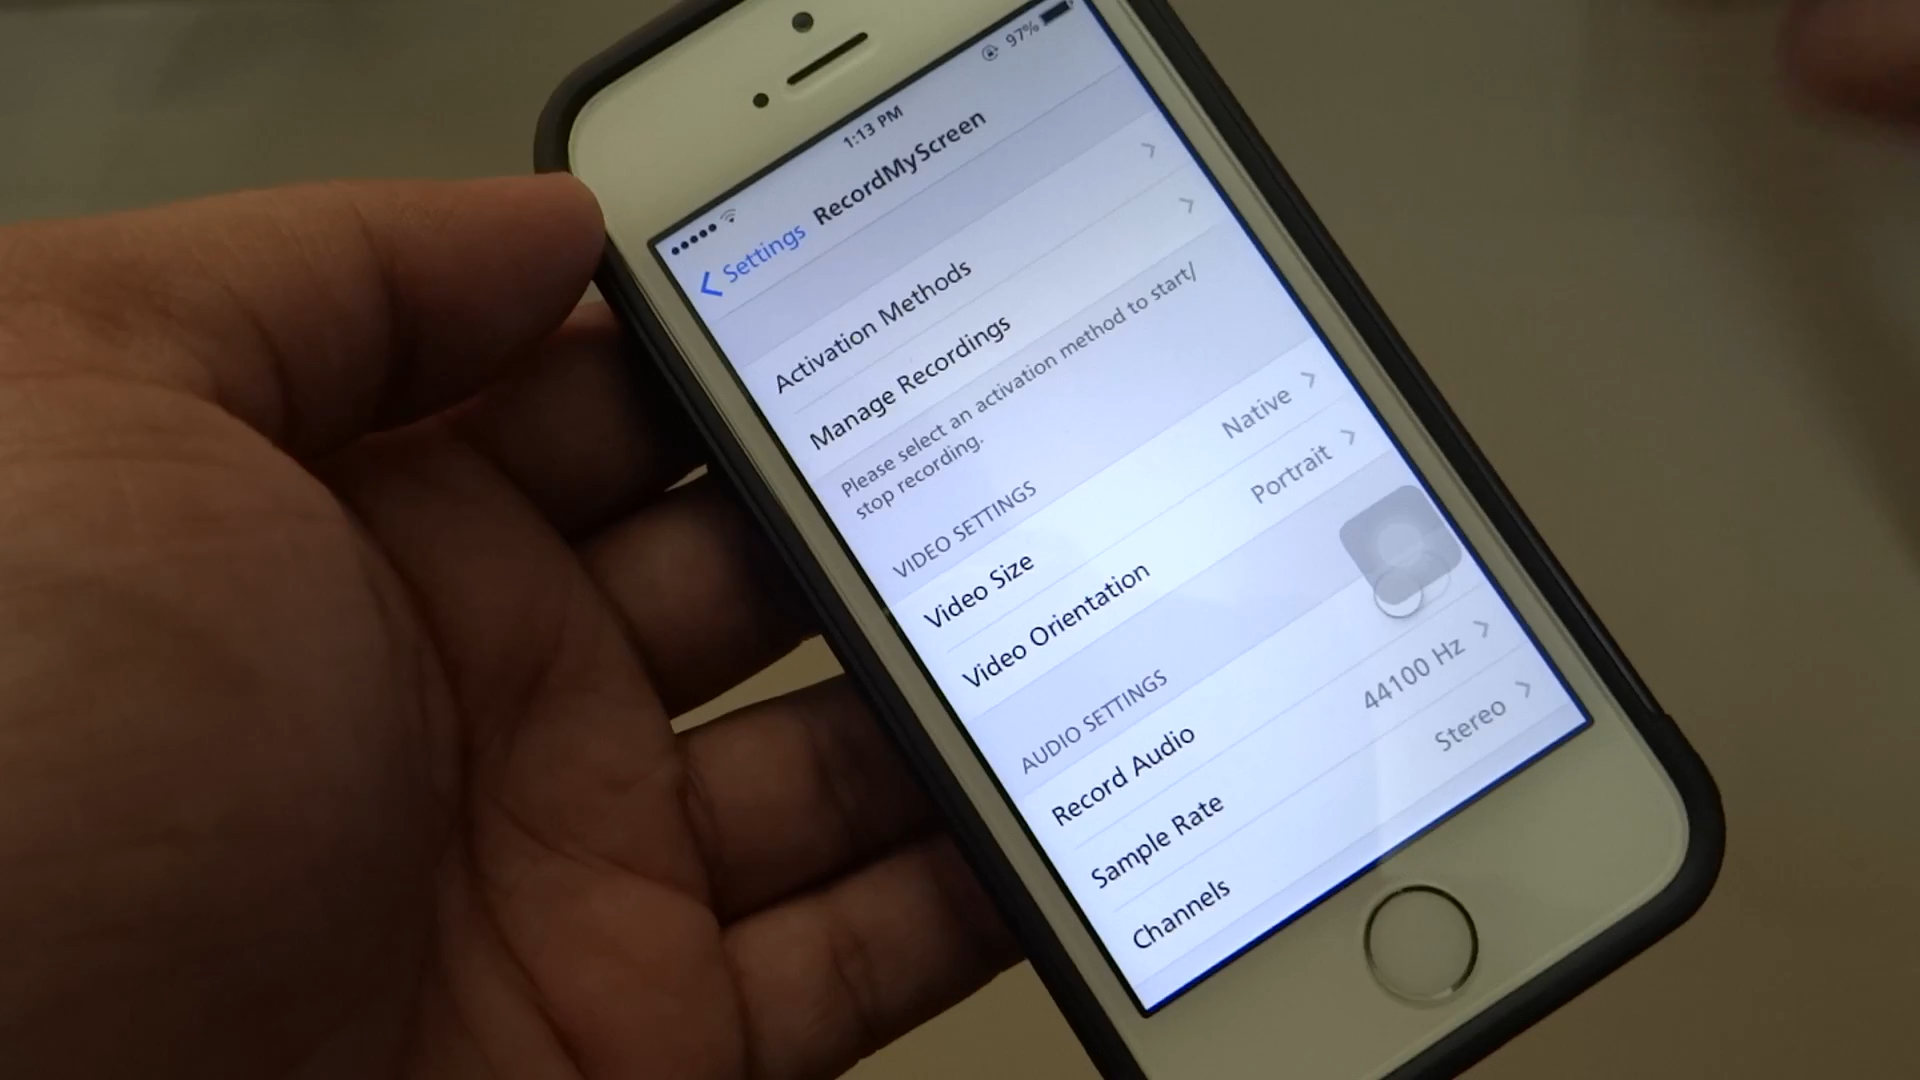 1:13 PM
97%
Settings
RecordMyScreen
Activation Methods
Manage Recordings
Please select an activation method to start/
stop recording.
VIDEO SETTINGS
Video Size Native
Video Orientation Portrait
AUDIO SETTINGS
Record Audio
Sample Rate 44100 Hz
Channels Stereo